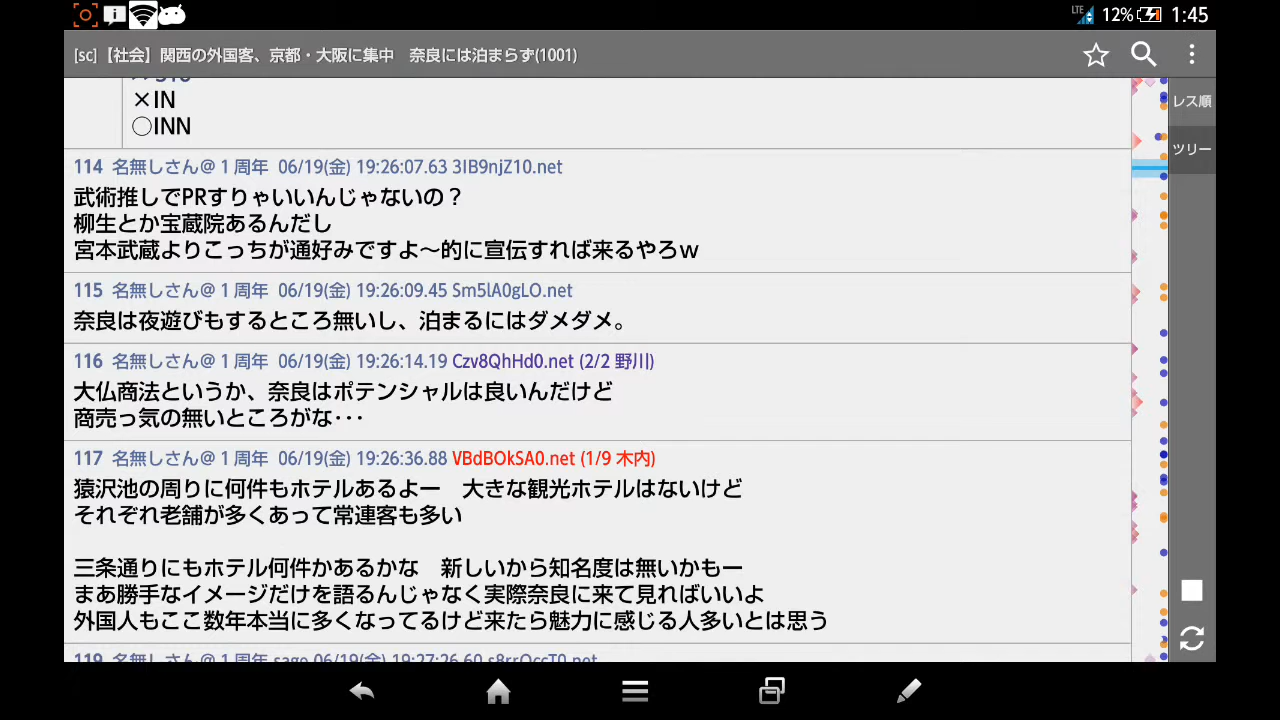 LTE 12% 1:45
[sc]【社会】関西の外国客、京都・大阪に集中　奈良には泊まらず(1001)
レス順
ツリー
×IN
○INN
114 名無しさん@１周年 06/19(金) 19:26:07.63 3IB9njZ10.net
武術推しでPRすりゃいいんじゃないの？
柳生とか宝蔵院あるんだし
宮本武蔵よりこっちが通好みですよ～的に宣伝すれば来るやろｗ
115 名無しさん@１周年 06/19(金) 19:26:09.45 Sm5lA0gLO.net
奈良は夜遊びもするところ無いし、泊まるにはダメダメ。
116 名無しさん@１周年 06/19(金) 19:26:14.19 Czv8QhHd0.net (2/2 野川)
大仏商法というか、奈良はポテンシャルは良いんだけど
商売っ気の無いところがな･･･
117 名無しさん@１周年 06/19(金) 19:26:36.88 VBdBOkSA0.net (1/9 木内)
猿沢池の周りに何件もホテルあるよー　大きな観光ホテルはないけど
それぞれ老舗が多くあって常連客も多い
三条通りにもホテル何件かあるかな　新しいから知名度は無いかもー
まあ勝手なイメージだけを語るんじゃなく実際奈良に来て見ればいいよ
外国人もここ数年本当に多くなってるけど来たら魅力に感じる人多いとは思う
119 名無しさん@１周年 sage 06/19(金) 19:27:26.60